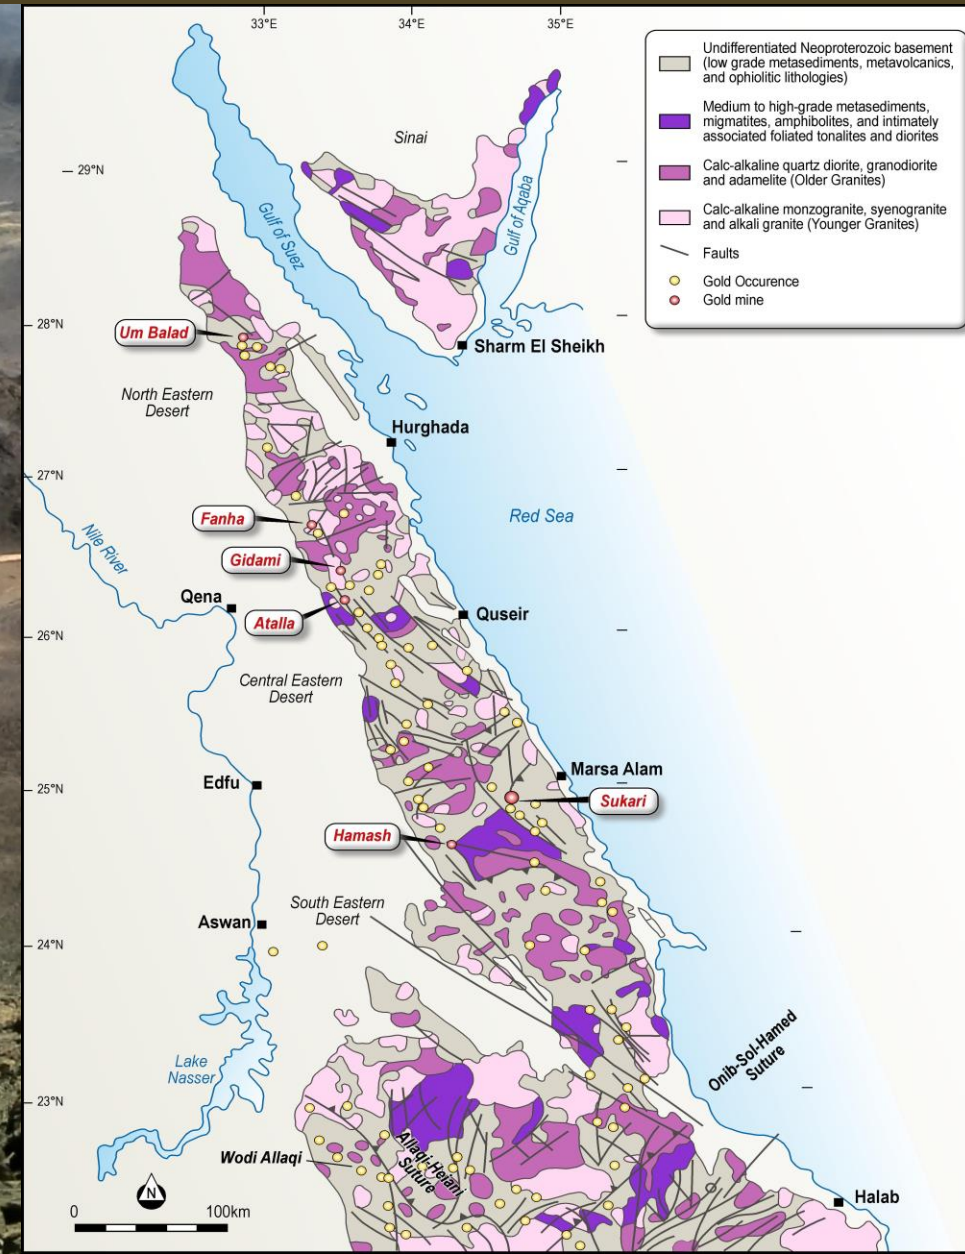 33°E
34°E
35°E
Undifferentiated Neoproterozoic basement
(low grade metasediments, metavolcanics,
and ophiolitic lithologies)
Medium to high-grade metasediments,
migmatites, amphibolites, and intimately
associated foliated tonalites and diorites
Calc-alkaline quartz diorite, granodiorite
and adamelite (Older Granites)
Calc-alkaline monzogranite, syenogranite
and alkali granite (Younger Granites)
Faults
Gold Occurence
Gold mine
Sinai
29°N
Gulf of Suez
Gulf of Aqaba
28°N
Um Balad
Sharm El Sheikh
North Eastern
Desert
Hurghada
27°N
Fanha
Red Sea
Nile River
Gidami
Qena
Atalla
Quseir
26°N
Central Eastern
Desert
Edfu
Marsa Alam
25°N
Sukari
Hamash
South Eastern
Desert
Aswan
24°N
Onib-Sol-Hamed
Suture
Lake
Nasser
23°N
Allaqi-Heiani
Suture
Wodi Allaqi
N
Halab
0
100km